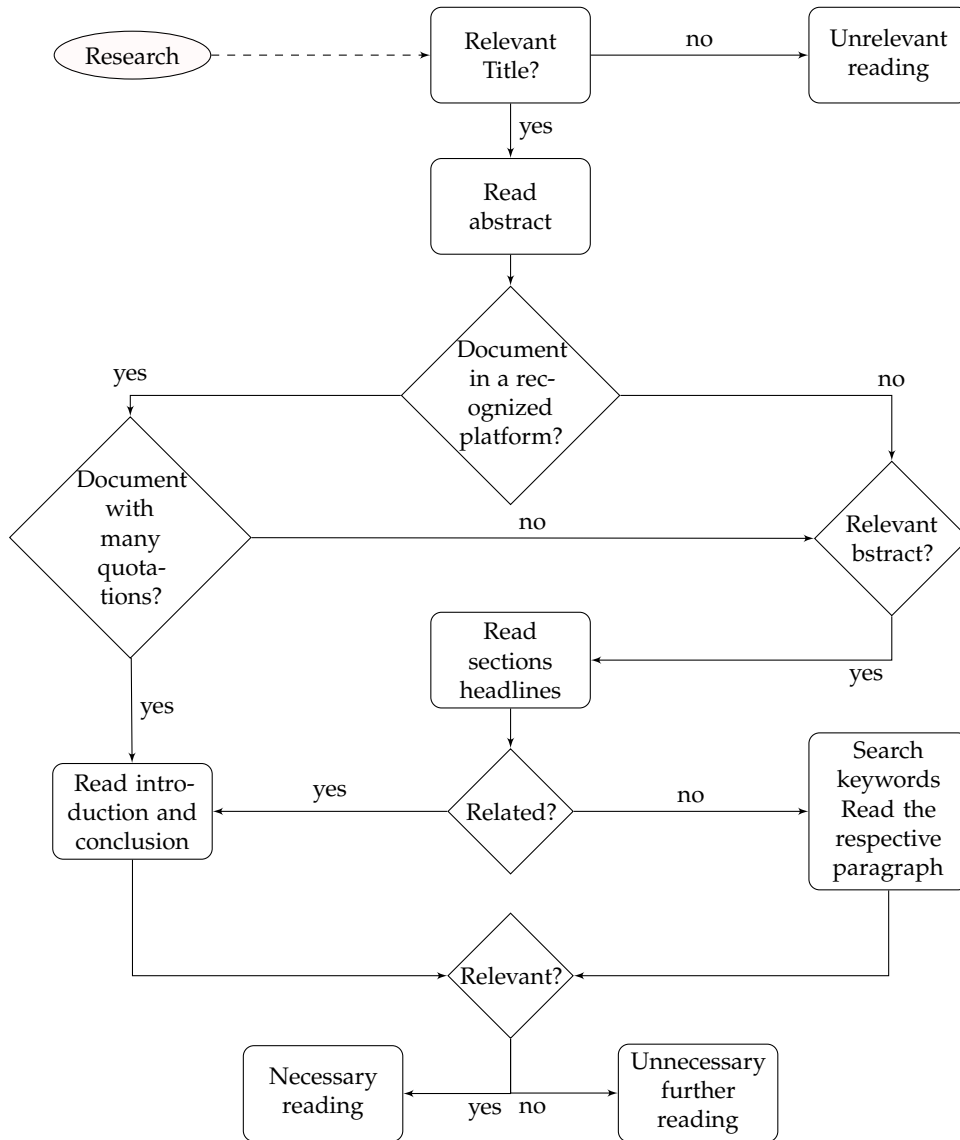 Research
Relevant
Title?
no
Unrelevant
reading
yes
Read
abstract
Document
in a rec-
ognized
platform?
yes
no
Document
with
many
quota-
tions?
no
Relevant
bstract?
yes
Read
sections
headlines
yes
Read intro-
duction and
conclusion
yes
Related?
no
Search
keywords
Read the
respective
paragraph
Relevant?
Necessary
reading
yes
no
Unnecessary
further
reading